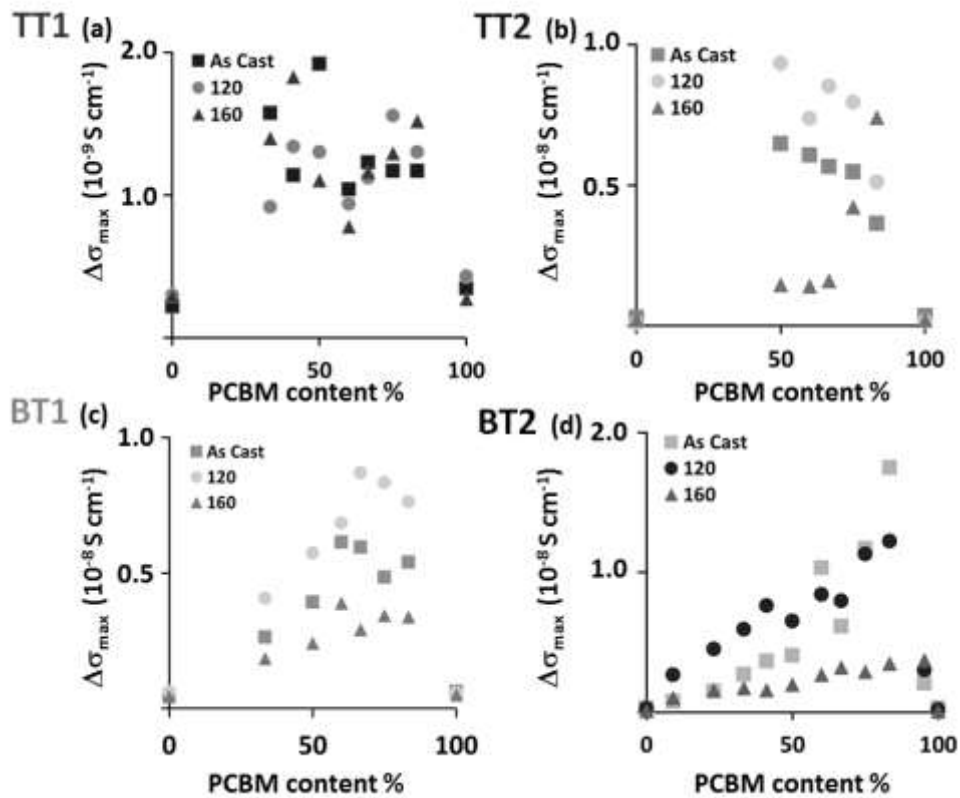 TT1 (a)
2.0
As Cast
120
160
1.0
Δσmax (10⁻⁹ S cm⁻¹)
0 50 100
PCBM content %
TT2 (b)
1.0
As Cast
120
160
0.5
Δσmax (10⁻⁸ S cm⁻¹)
0 50 100
PCBM content %
BT1 (c)
1.0
As Cast
120
160
0.5
Δσmax (10⁻⁸ S cm⁻¹)
0 50 100
PCBM content %
BT2 (d)
2.0
As Cast
120
160
1.0
Δσmax (10⁻⁸ S cm⁻¹)
0 50 100
PCBM content %